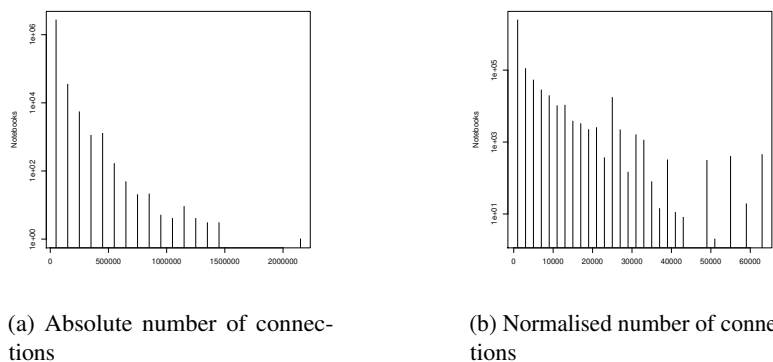 Notebooks
1e+06
1e+04
1e+02
1e+00
0 500000 1000000 1500000 2000000
(a) Absolute number of connec-
tions
Notebooks
1e+05
1e+03
1e+01
0 10000 20000 30000 40000 50000 60000
(b) Normalised number of conne
tions